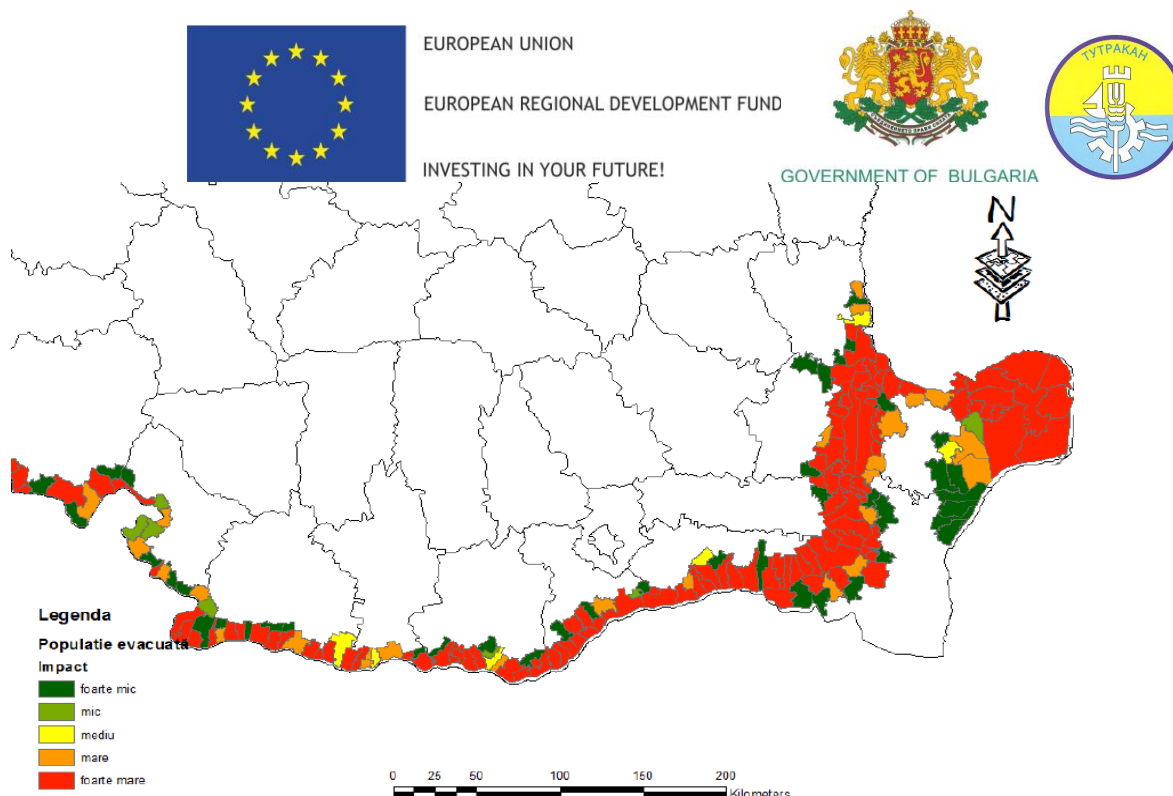 EUROPEAN UNION
EUROPEAN REGIONAL DEVELOPMENT FUND
INVESTING IN YOUR FUTURE!
GOVERNMENT OF BULGARIA
ТУТРАКАН
N
Legenda
Populatie evacuată
Impact
foarte mic
mic
mediu
mare
foarte mare
0 25 50 100 150 200
Kilometers